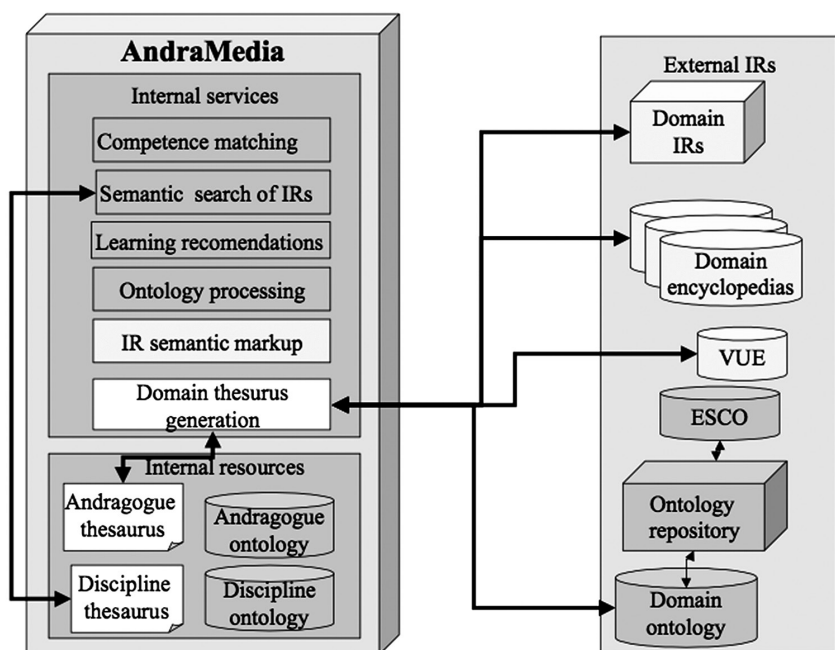 AndraMedia
Internal services
Competence matching
Semantic search of IRs
Learning recomendations
Ontology processing
IR semantic markup
Domain thesurus
generation
Internal resources
Andragogue
thesaurus
Andragogue
ontology
Discipline
thesaurus
Discipline
ontology
External IRs
Domain
IRs
Domain
encyclopedias
VUE
ESCO
Ontology
repository
Domain
ontology